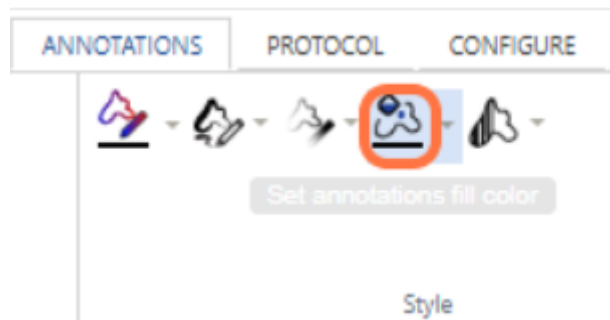 ANNOTATIONS PROTOCOL CONFIGURE
Set annotations fill color
Style